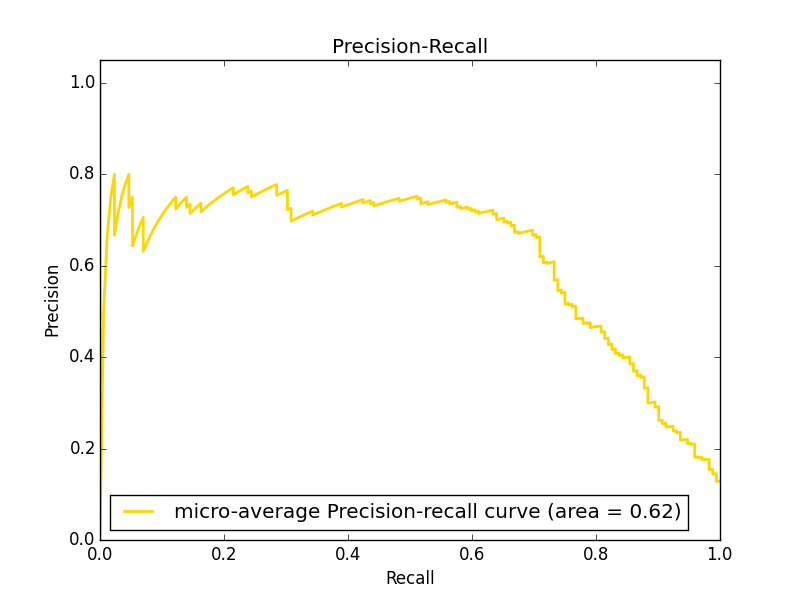 Precision-Recall
1.0
0.8
0.6
0.4
0.2
0.0
Precision
micro-average Precision-recall curve (area = 0.62)
0.0 0.2 0.4 0.6 0.8 1.0
Recall